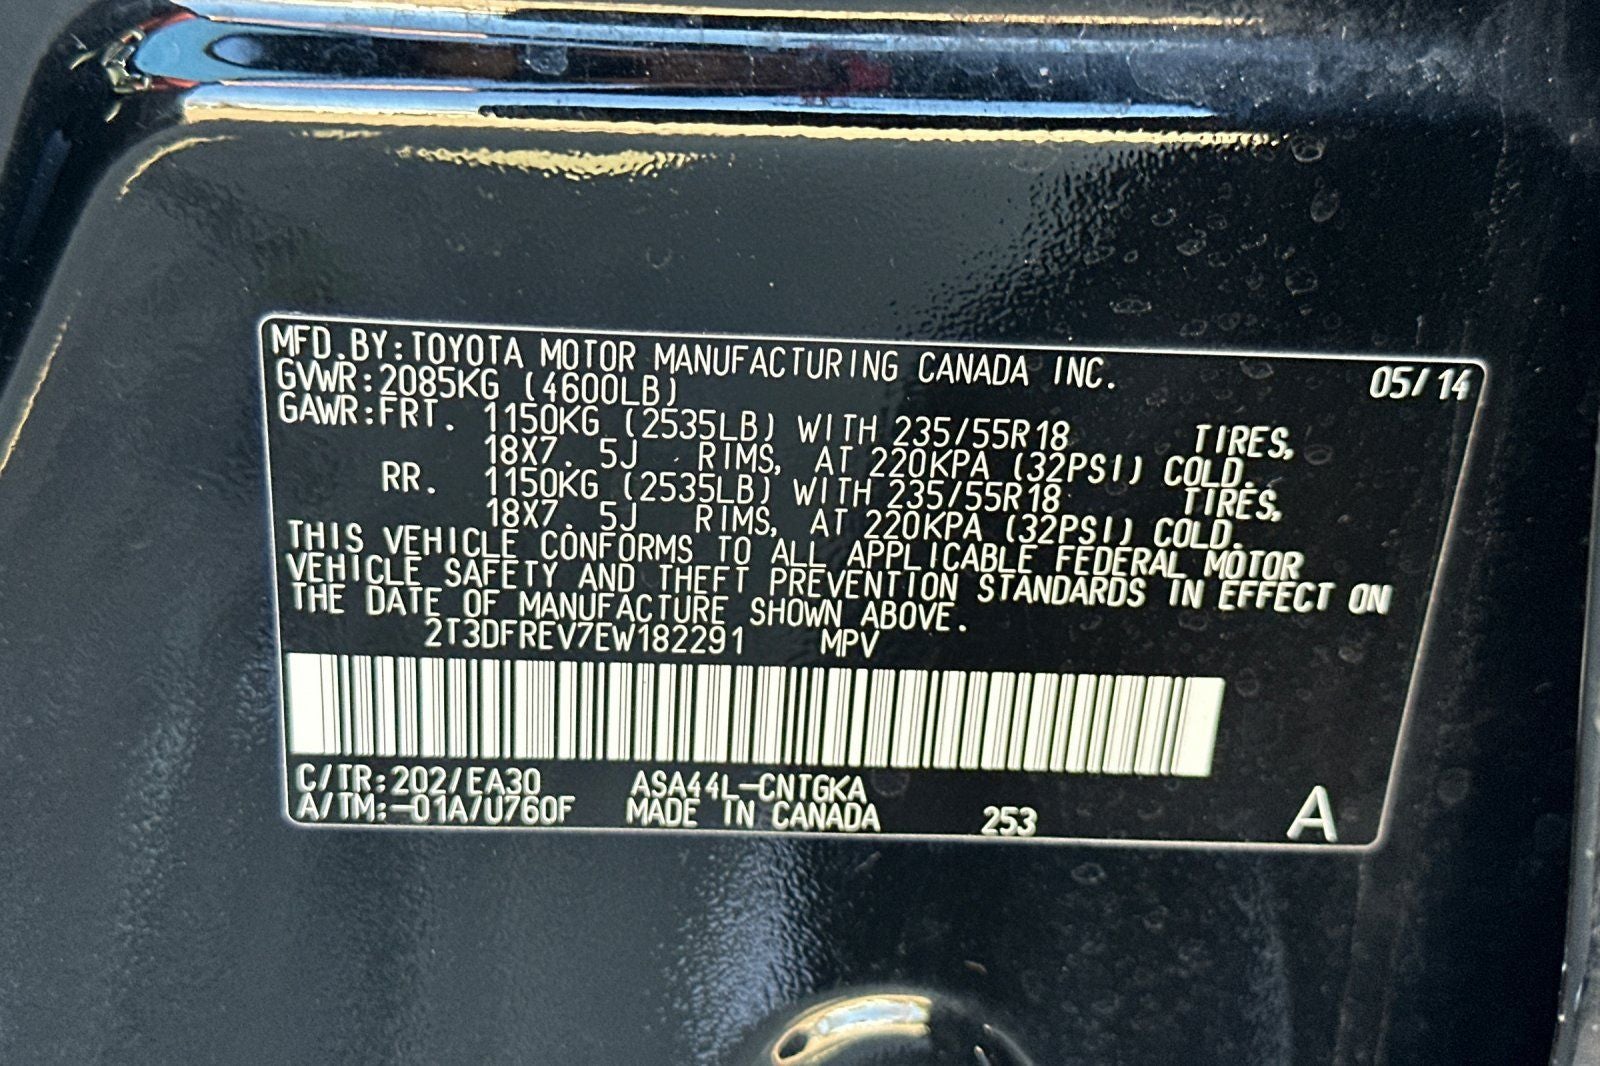 MFD.BY:TOYOTA MOTOR MANUFACTURING CANADA INC. 05/14
GVWR:2085KG (4600LB)
GAWR:FRT. 1150KG (2535LB) WITH 235/55R18 TIRES,
18X7.5J RIMS, AT 220KPA (32PSI) COLD.
RR. 1150KG (2535LB) WITH 235/55R18 TIRES,
18X7.5J RIMS, AT 220KPA (32PSI) COLD.
THIS VEHICLE CONFORMS TO ALL APPLICABLE FEDERAL MOTOR
VEHICLE SAFETY AND THEFT PREVENTION STANDARDS IN EFFECT ON
THE DATE OF MANUFACTURE SHOWN ABOVE.
2T3DFREV7EW182291 MPV
C/TR:202/EA30 ASA44L-CNTGKA
A/TM:-01A/U760F MADE IN CANADA 253 A